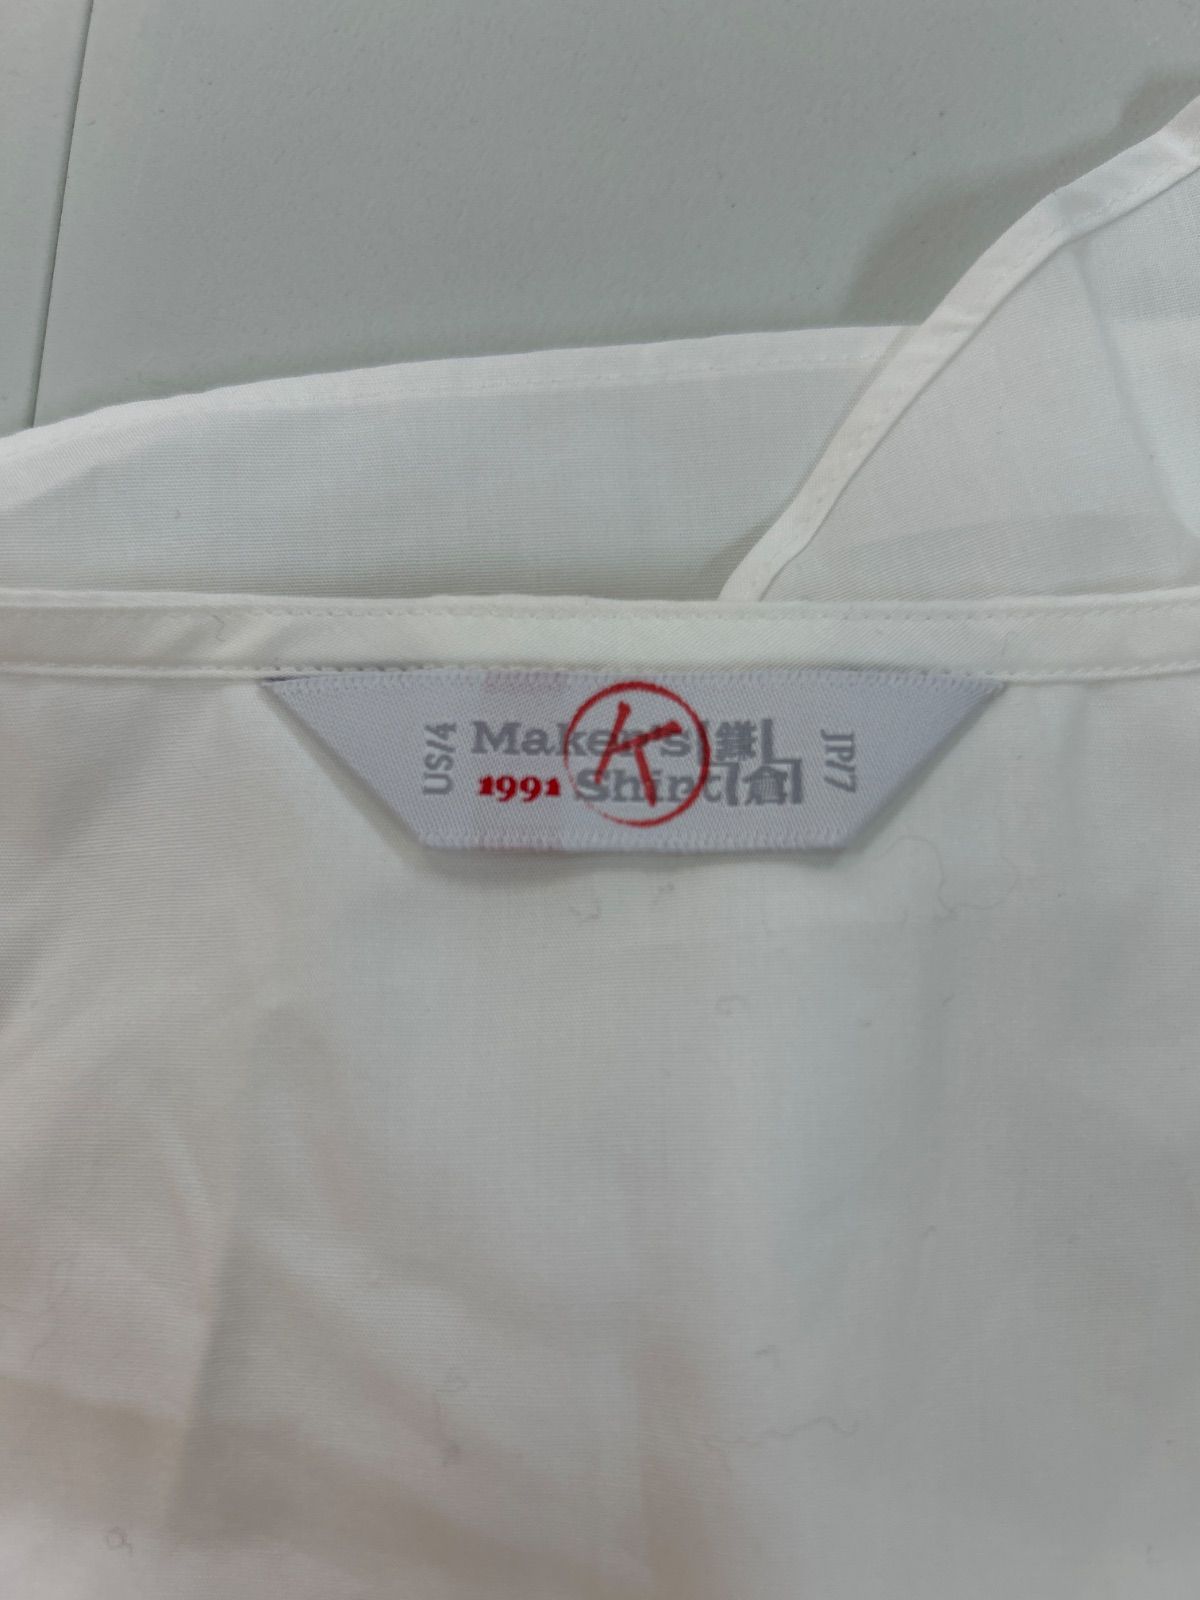 US/4
Maker's 鎌
1991 Shirt 倉
K
JP/7